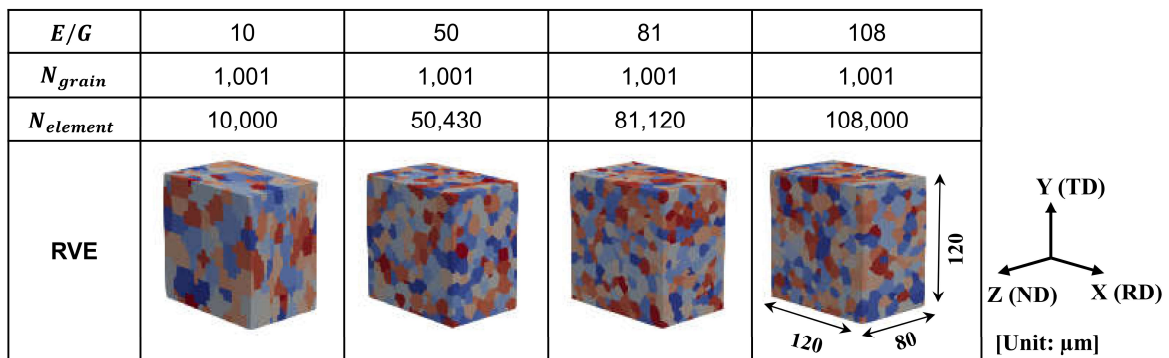 E/G 10 50 81 108
N_grain 1,001 1,001 1,001 1,001
N_element 10,000 50,430 81,120 108,000
RVE
120
120
80
Y (TD)
Z (ND)
X (RD)
[Unit: μm]